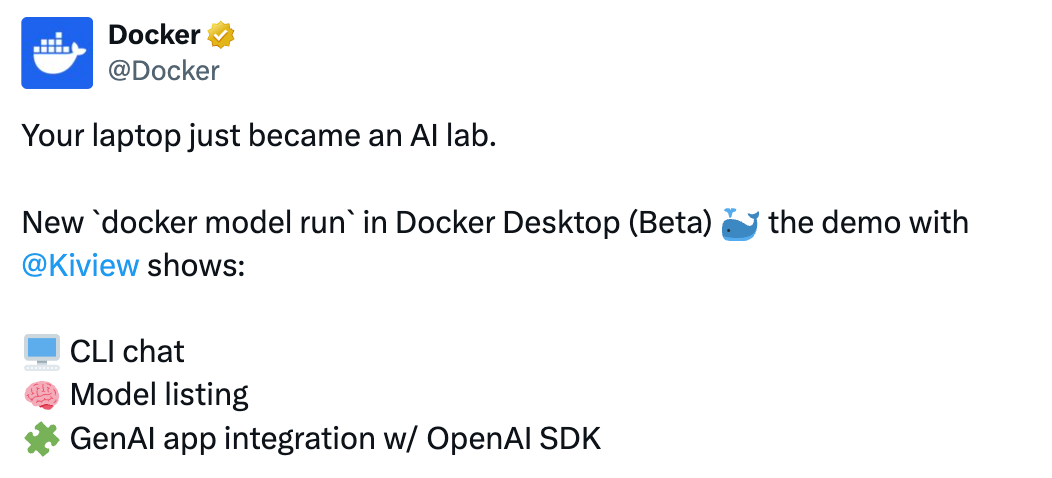 Docker
@Docker
Your laptop just became an AI lab.
New `docker model run` in Docker Desktop (Beta) 🐳 the demo with
@Kiview shows:
🖥️ CLI chat
🧠 Model listing
🧩 GenAI app integration w/ OpenAI SDK